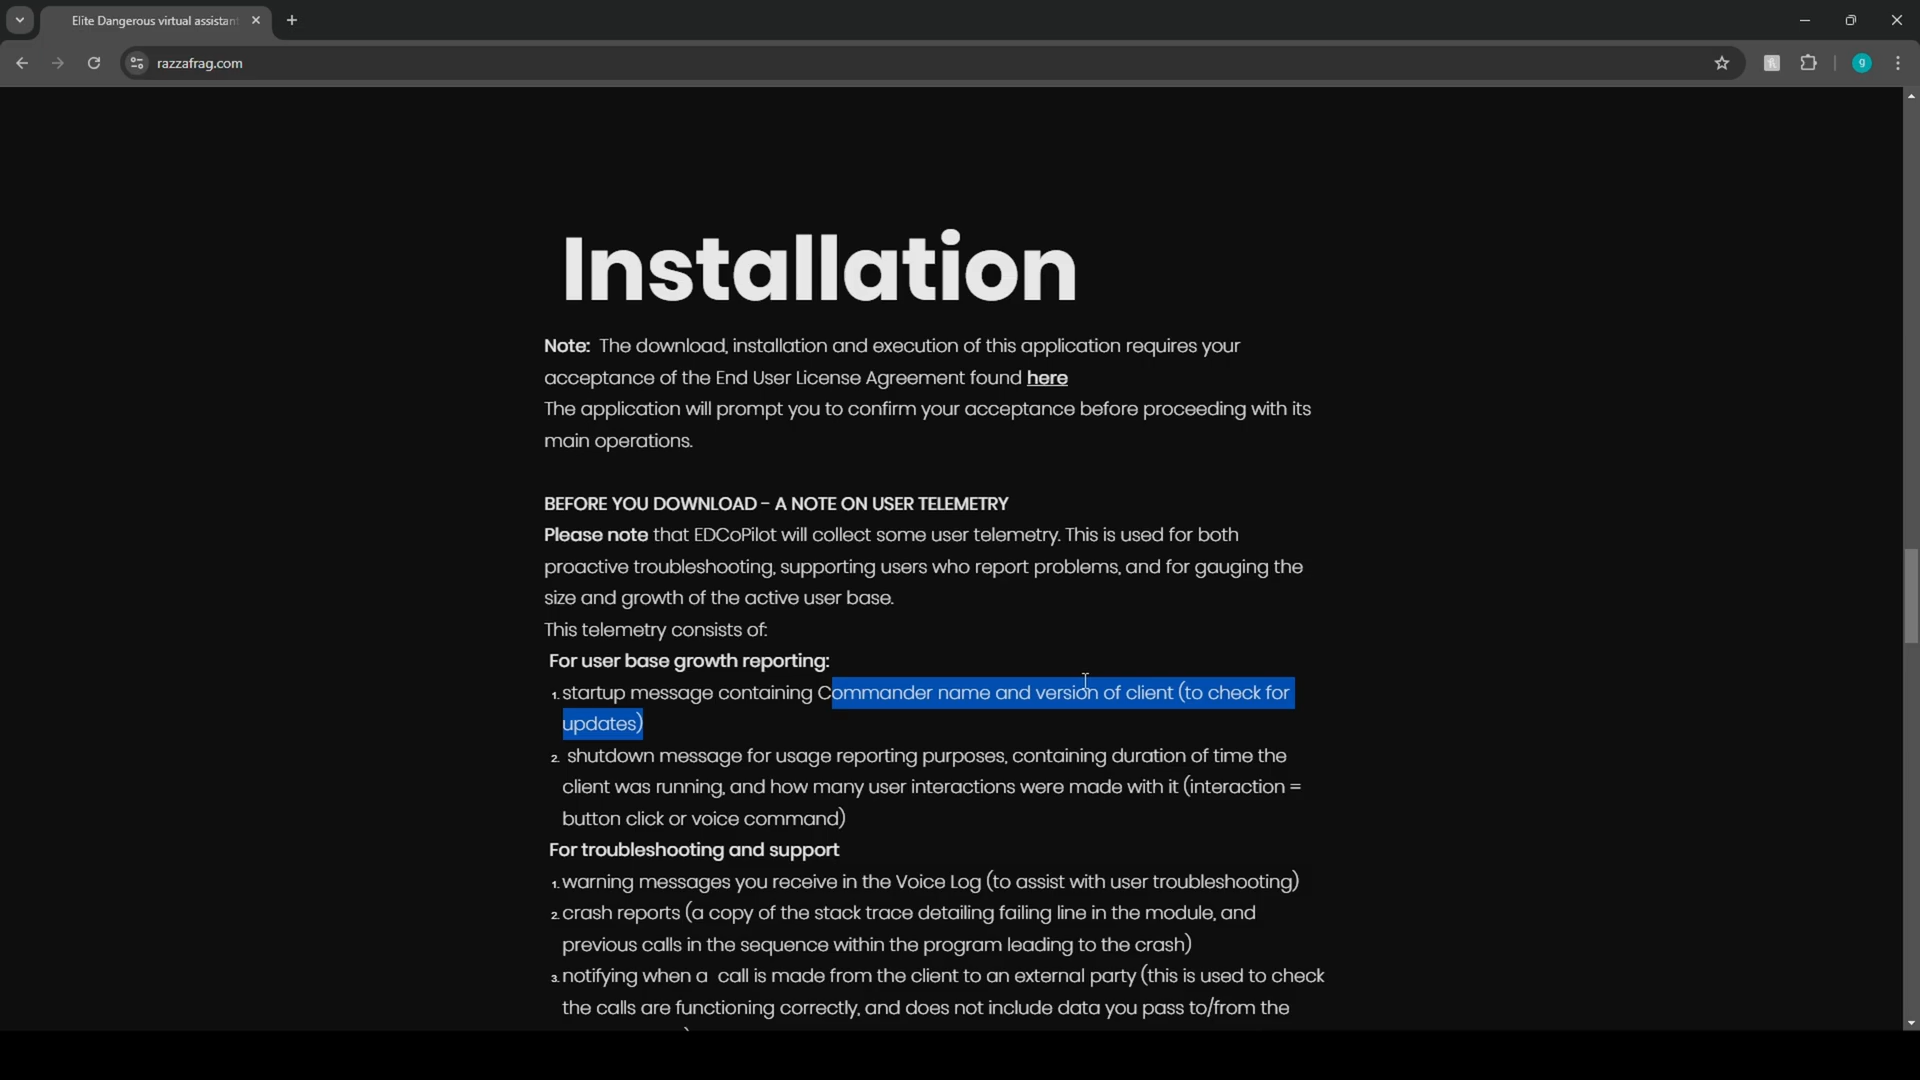 Elite Dangerous virtual assistant
razzafrag.com
g
Installation
Note: The download, installation and execution of this application requires your
acceptance of the End User License Agreement found here
The application will prompt you to confirm your acceptance before proceeding with its
main operations.
BEFORE YOU DOWNLOAD - A NOTE ON USER TELEMETRY
Please note that EDCoPilot will collect some user telemetry. This is used for both
proactive troubleshooting, supporting users who report problems, and for gauging the
size and growth of the active user base.
This telemetry consists of:
For user base growth reporting:
1. startup message containing Commander name and version of client (to check for
updates)
2. shutdown message for usage reporting purposes, containing duration of time the
client was running, and how many user interactions were made with it (interaction =
button click or voice command)
For troubleshooting and support
1. warning messages you receive in the Voice Log (to assist with user troubleshooting)
2. crash reports (a copy of the stack trace detailing failing line in the module, and
previous calls in the sequence within the program leading to the crash)
3. notifying when a call is made from the client to an external party (this is used to check
the calls are functioning correctly, and does not include data you pass to/from the